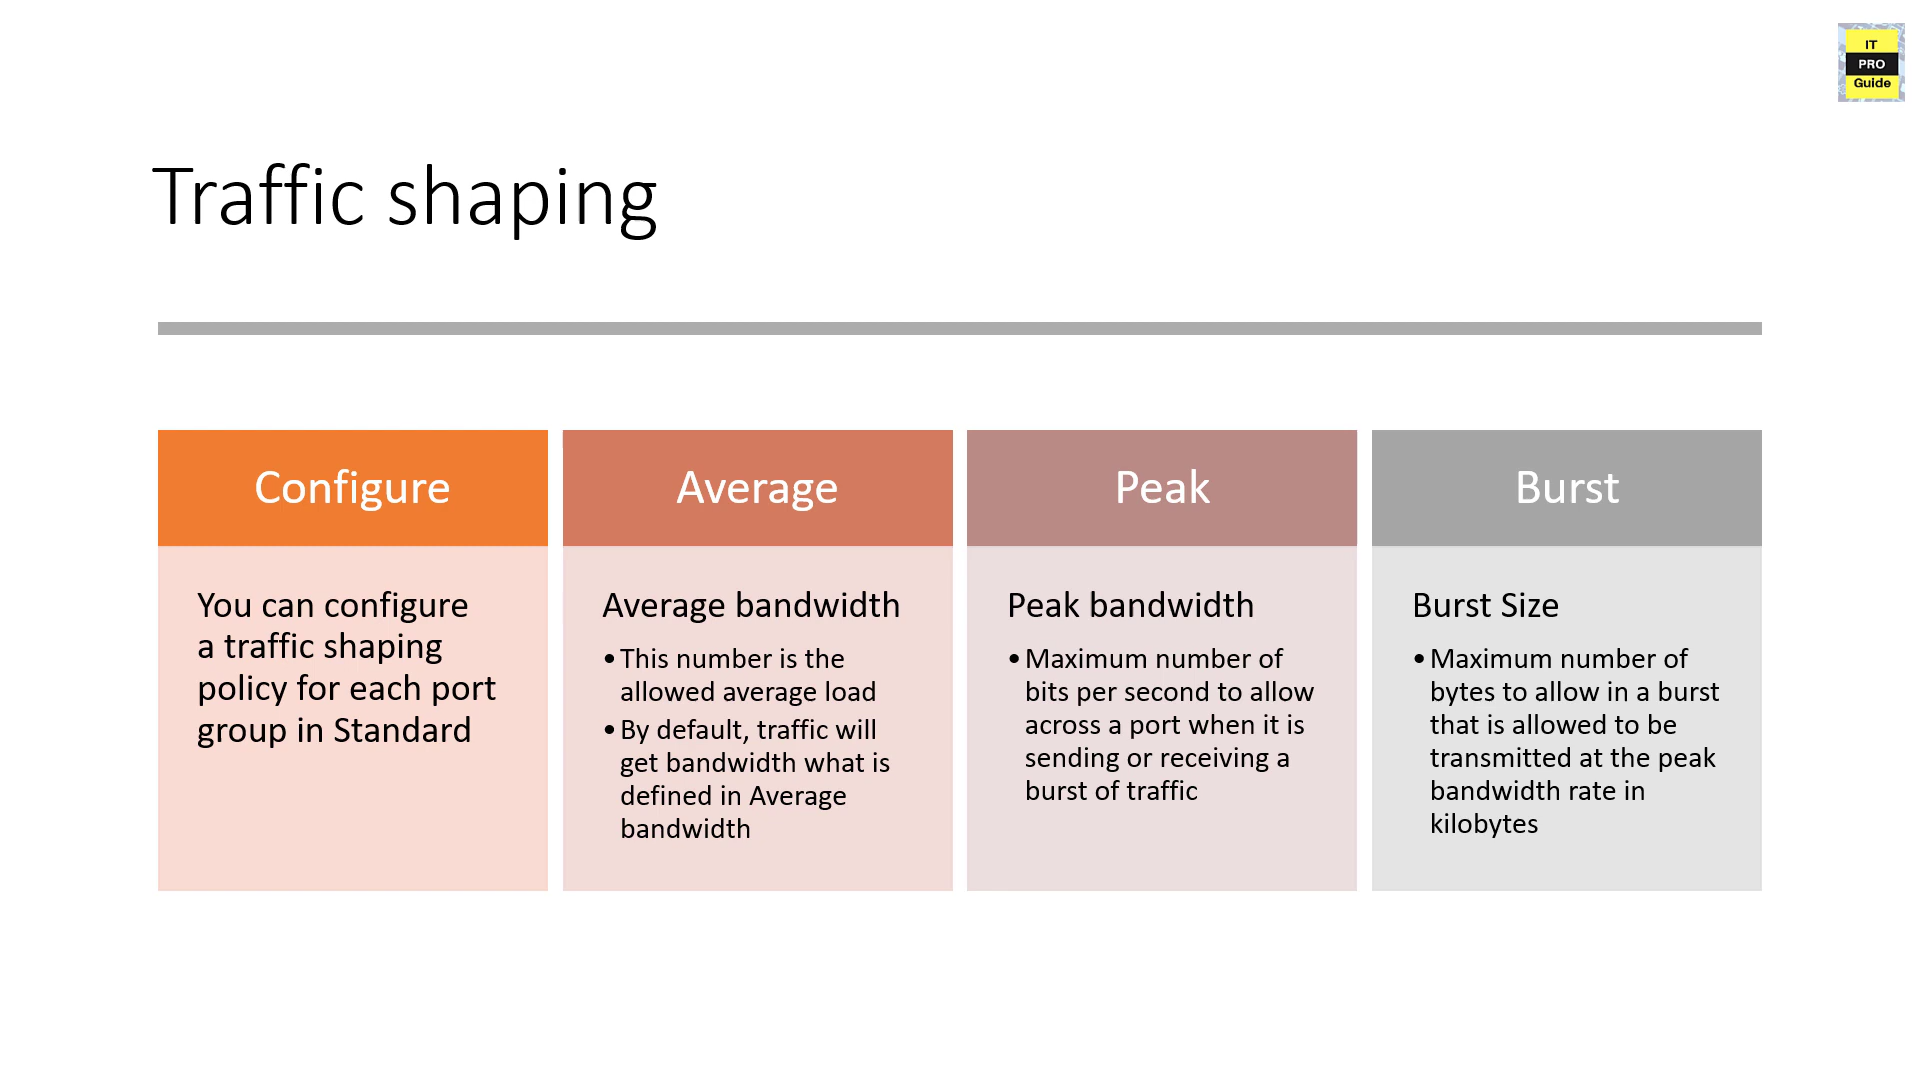 IT
PRO
Guide
Traffic shaping
Configure
You can configure
a traffic shaping
policy for each port
group in Standard
Average
Average bandwidth
•This number is the
allowed average load
•By default, traffic will
get bandwidth what is
defined in Average
bandwidth
Peak
Peak bandwidth
•Maximum number of
bits per second to allow
across a port when it is
sending or receiving a
burst of traffic
Burst
Burst Size
•Maximum number of
bytes to allow in a burst
that is allowed to be
transmitted at the peak
bandwidth rate in
kilobytes